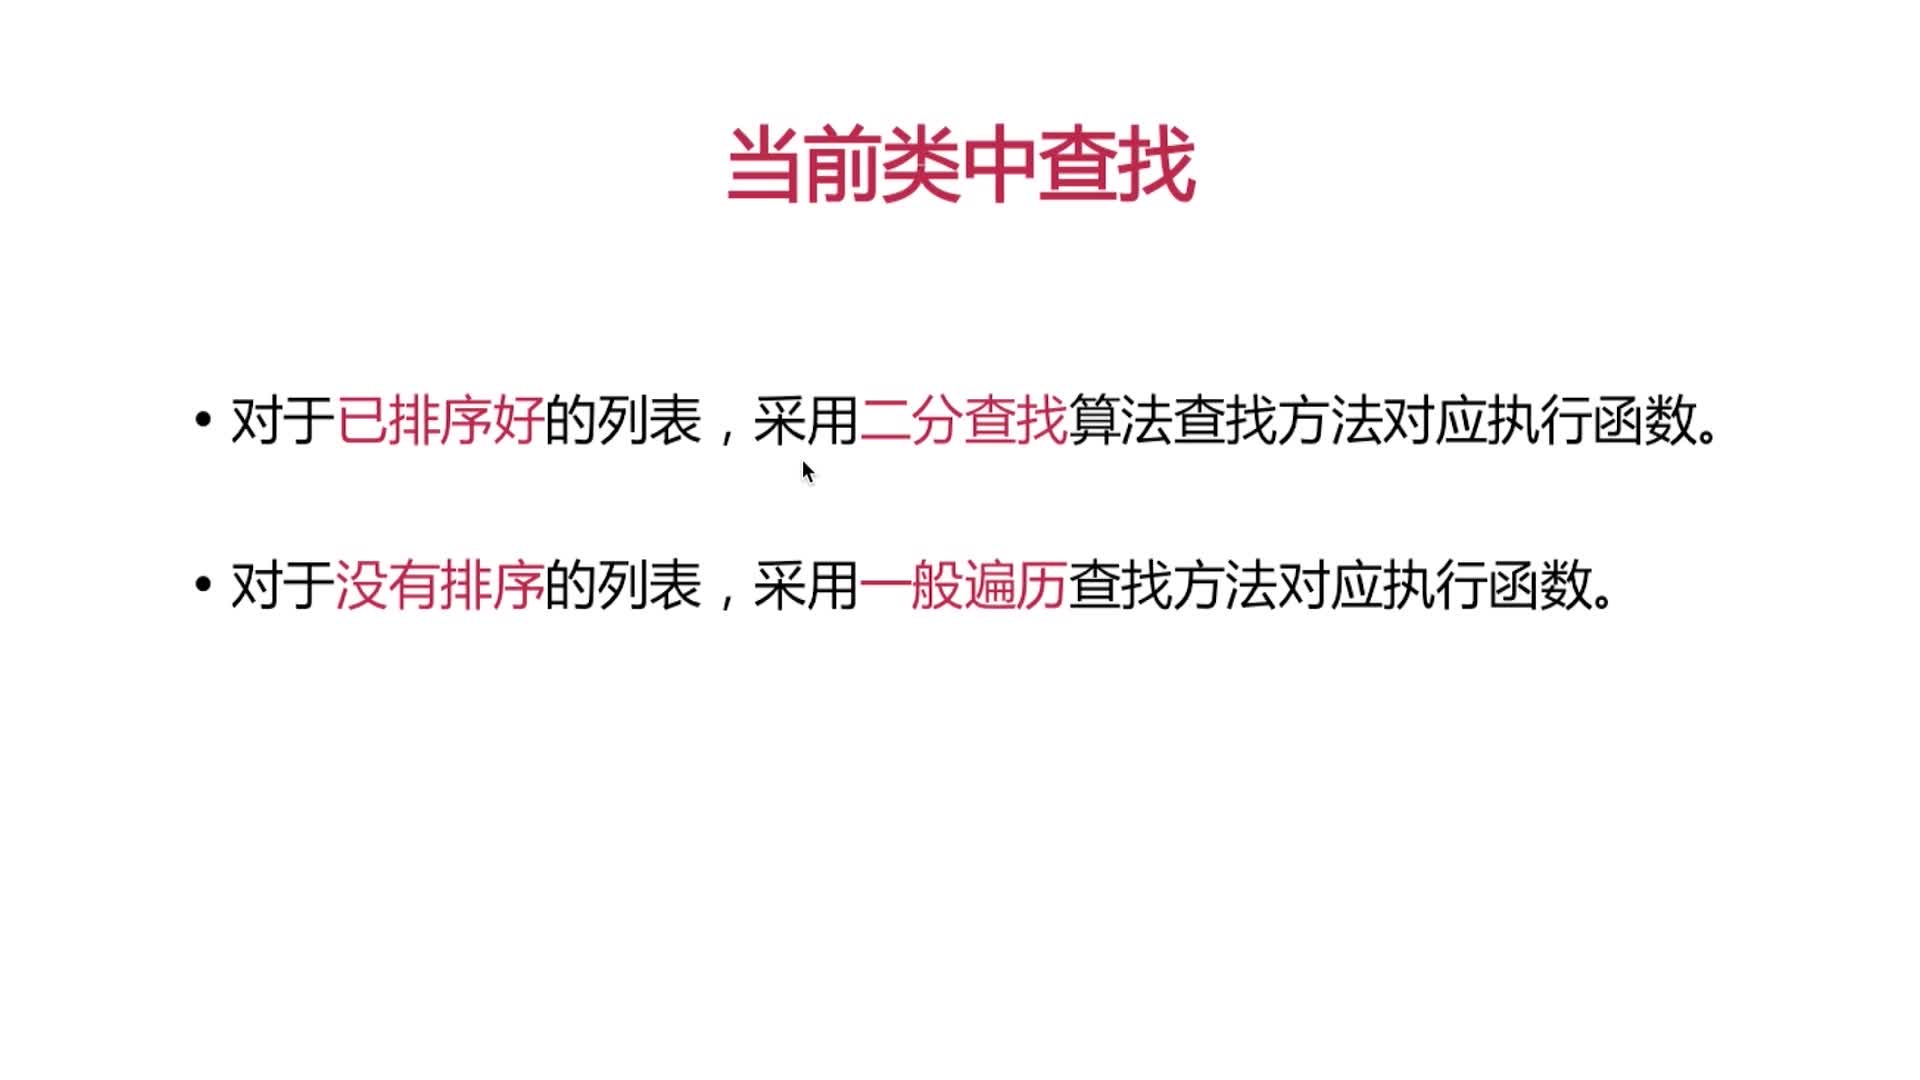 当前类中查找
• 对于已排序好的列表，采用二分查找算法查找方法对应执行函数。
• 对于没有排序的列表，采用一般遍历查找方法对应执行函数。